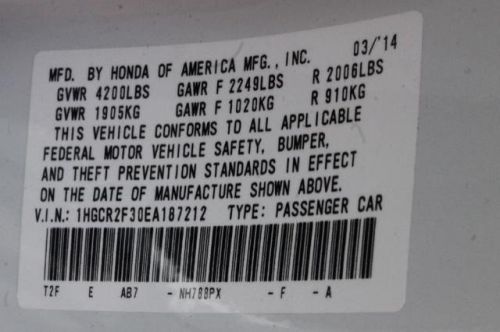 MFD. BY HONDA OF AMERICA MFG., INC. 03/'14
GVWR 4200LBS GAWR F 2249LBS R 2006LBS
GVWR 1905KG GAWR F 1020KG R 910KG
THIS VEHICLE CONFORMS TO ALL APPLICABLE
FEDERAL MOTOR VEHICLE SAFETY, BUMPER,
AND THEFT PREVENTION STANDARDS IN EFFECT
ON THE DATE OF MANUFACTURE SHOWN ABOVE.
V.I.N.: 1HGCR2F30EA187212 TYPE: PASSENGER CAR
T2F E AB7 - NH788PX - F - A